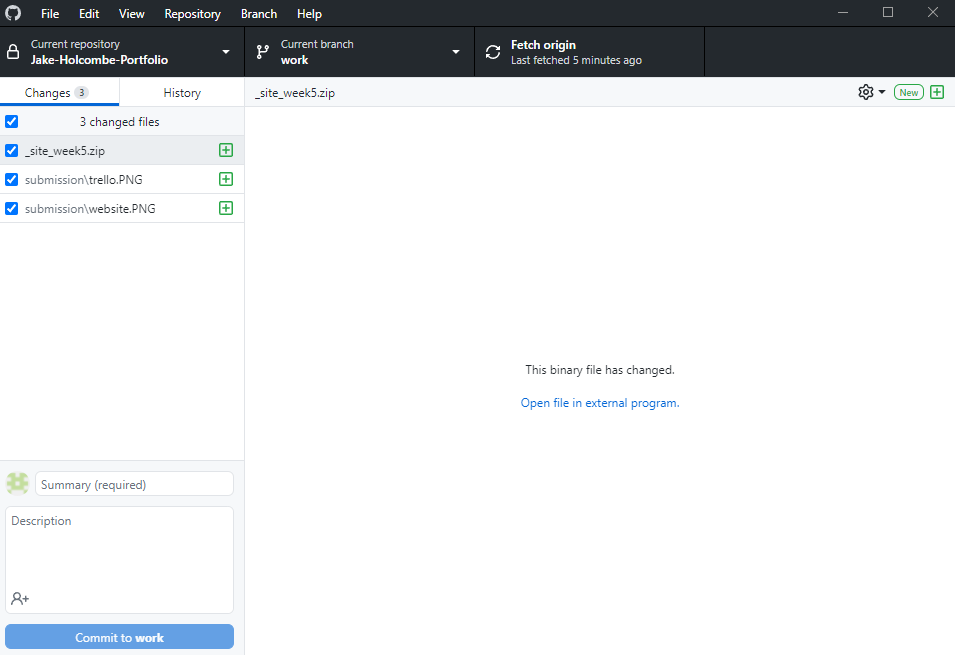 File Edit View Repository Branch Help
Current repository
Jake-Holcombe-Portfolio
Current branch
work
Fetch origin
Last fetched 5 minutes ago
Changes 3 History
_site_week5.zip New
3 changed files
_site_week5.zip
submission\trello.PNG
submission\website.PNG
This binary file has changed.
Open file in external program.
Summary (required)
Description
Commit to work